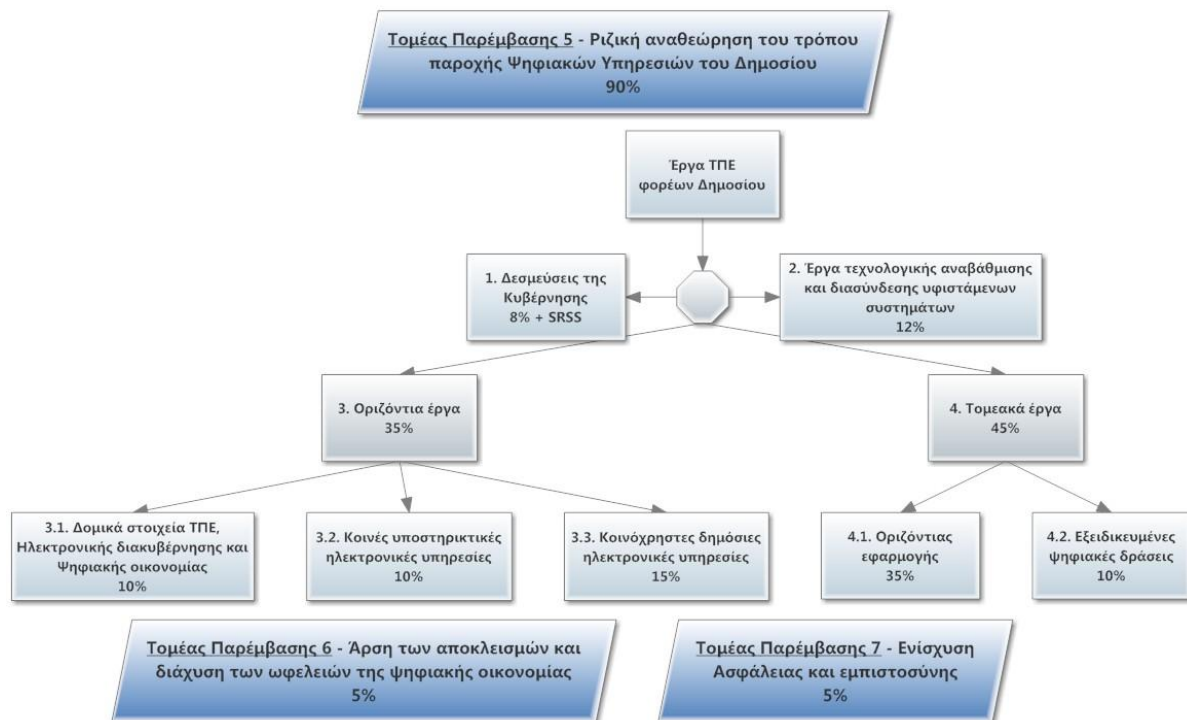 Τομέας Παρέμβασης 5 - Ριζική αναθεώρηση του τρόπου
παροχής Ψηφιακών Υπηρεσιών του Δημοσίου
90%
Έργα ΤΠΕ
φορέων Δημοσίου
1. Δεσμεύσεις της
Κυβέρνησης
8% + SRSS
2. Έργα τεχνολογικής αναβάθμισης
και διασύνδεσης υφιστάμενων
συστημάτων
12%
3. Οριζόντια έργα
35%
4. Τομεακά έργα
45%
3.1. Δομικά στοιχεία ΤΠΕ,
Ηλεκτρονικής διακυβέρνησης και
Ψηφιακής οικονομίας
10%
3.2. Κοινές υποστηρικτικές
ηλεκτρονικές υπηρεσίες
10%
3.3. Κοινόχρηστες δημόσιες
ηλεκτρονικές υπηρεσίες
15%
4.1. Οριζόντιας
εφαρμογής
35%
4.2. Εξειδικευμένες
ψηφιακές δράσεις
10%
Τομέας Παρέμβασης 6 - Άρση των αποκλεισμών και
διάχυση των ωφελειών της ψηφιακής οικονομίας
5%
Τομέας Παρέμβασης 7 - Ενίσχυση
Ασφάλειας και εμπιστοσύνης
5%